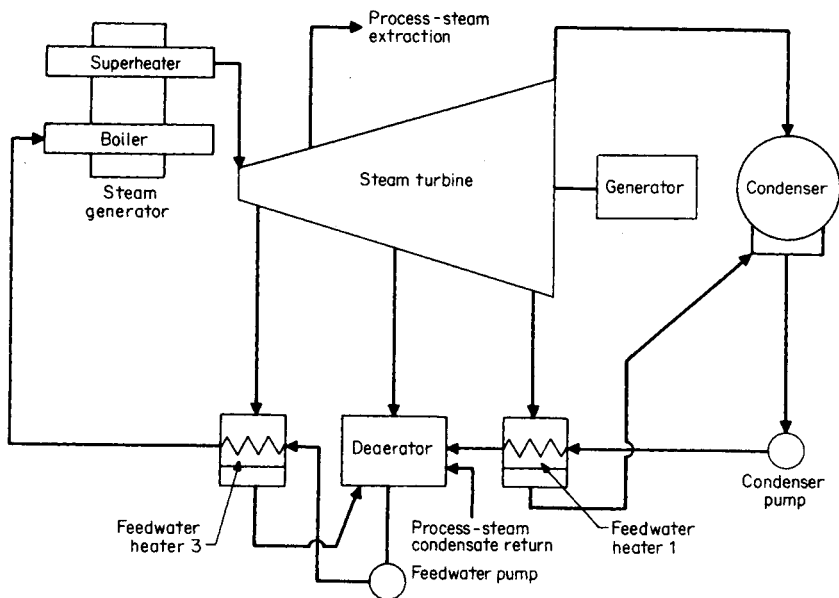 Process-steam
extraction
Superheater
Boiler
Steam
generator
Steam turbine
Generator
Condenser
Deaerator
Condenser
pump
Feedwater
heater 3
Process-steam
condensate return
Feedwater
heater 1
Feedwater pump